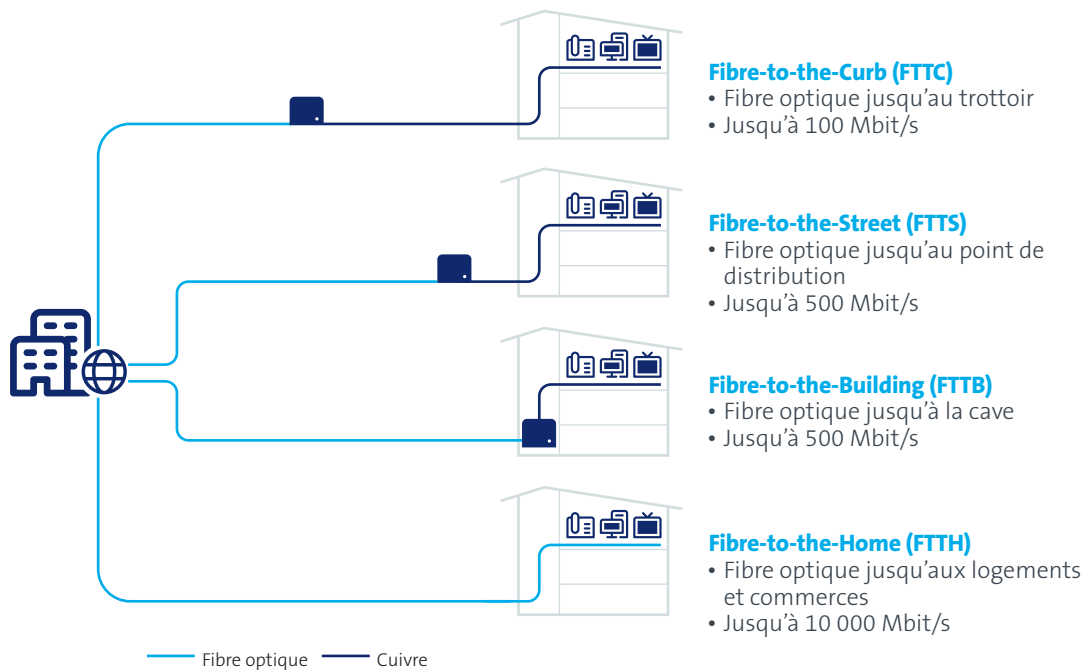 Fibre-to-the-Curb (FTTC)
• Fibre optique jusqu'au trottoir
• Jusqu'à 100 Mbit/s
Fibre-to-the-Street (FTTS)
• Fibre optique jusqu'au point de
distribution
• Jusqu'à 500 Mbit/s
Fibre-to-the-Building (FTTB)
• Fibre optique jusqu'à la cave
• Jusqu'à 500 Mbit/s
Fibre-to-the-Home (FTTH)
• Fibre optique jusqu'aux logements
et commerces
• Jusqu'à 10 000 Mbit/s
Fibre optique Cuivre